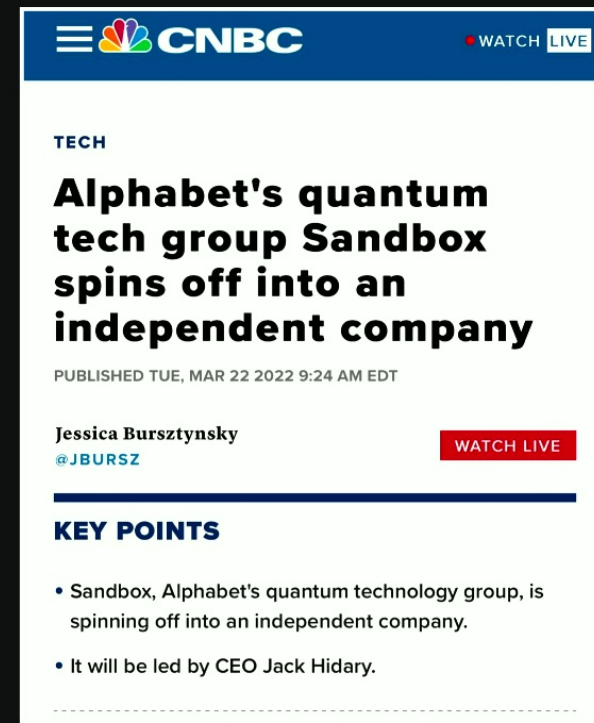 CNBC
WATCH LIVE
TECH
Alphabet's quantum
tech group Sandbox
spins off into an
independent company
PUBLISHED TUE, MAR 22 2022 9:24 AM EDT
Jessica Bursztynsky
@JBURSZ
WATCH LIVE
KEY POINTS
• Sandbox, Alphabet's quantum technology group, is
spinning off into an independent company.
• It will be led by CEO Jack Hidary.